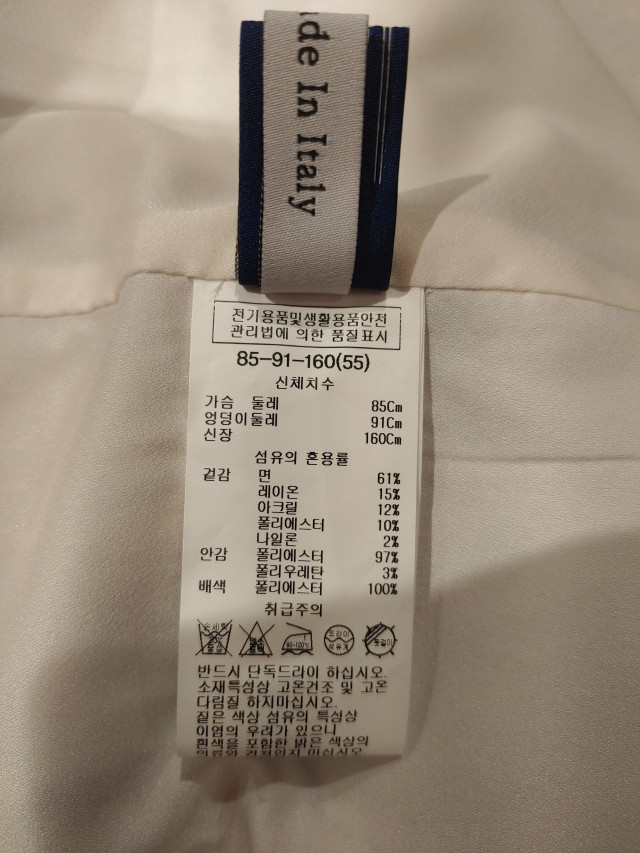 de In Italy
전기용품및생활용품안전
관리법에 의한 품질표시
85-91-160(55)
신체치수
가슴 둘레 85Cm
엉덩이둘레 91Cm
신장 160Cm
섬유의 혼용률
겉감 면 61%
레이온 15%
아크릴 12%
폴리에스터 10%
나일론 2%
안감 폴리에스터 97%
폴리우레탄 3%
배색 폴리에스터 100%
취급주의
드라이
석유계
반드시 단독드라이 하십시오.
소재특성상 고온건조 및 고온
다림질 하지마십시오.
짙은 색상 섬유의 특성상
이염의 우려가 있으니
흰색을 포함한 밝은 색상의